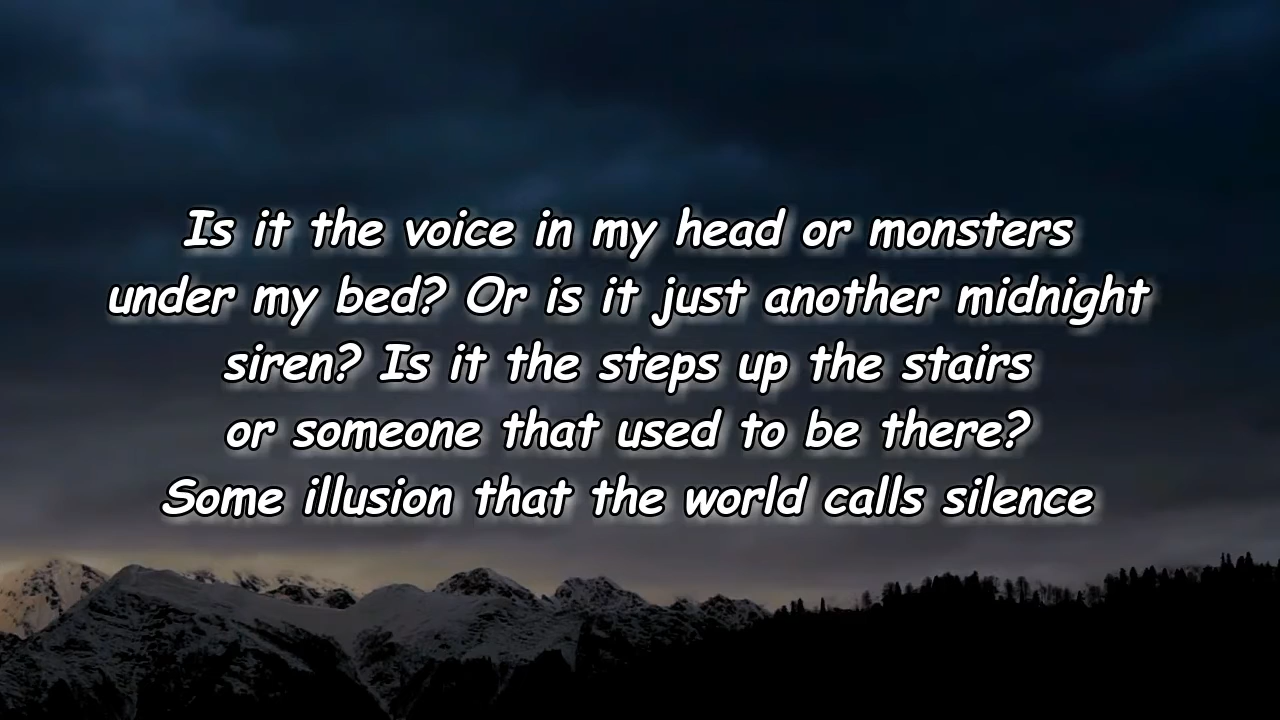 Is it the voice in my head or monsters
under my bed? Or is it just another midnight
siren? Is it the steps up the stairs
or someone that used to be there?
Some illusion that the world calls silence